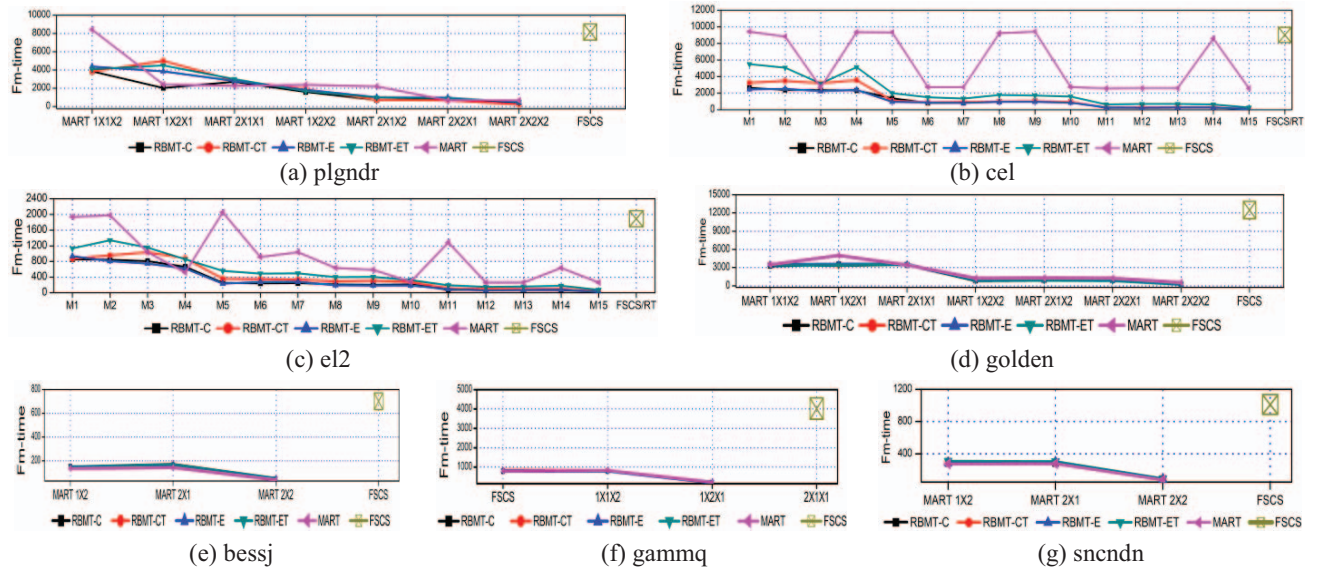 Fm-time
10000
8000
6000
4000
2000
0
MART 1X1X2 MART 1X2X1 MART 2X1X1 MART 1X2X2 MART 2X1X2 MART 2X2X1 MART 2X2X2 FSCS
RBMT-C RBMT-CT RBMT-E RBMT-ET MART FSCS
(a) plgndr
Fm-time
12000
10000
8000
6000
4000
2000
0
M1 M2 M3 M4 M5 M6 M7 M8 M9 M10 M11 M12 M13 M14 M15 FSCS/RT
RBMT-C RBMT-CT RBMT-E RBMT-ET MART FSCS
(b) cel
Fm-time
2400
2000
1600
1200
800
400
0
M1 M2 M3 M4 M5 M6 M7 M8 M9 M10 M11 M12 M13 M14 M15 FSCS/RT
RBMT-C RBMT-CT RBMT-E RBMT-ET MART FSCS
(c) el2
Fm-time
15000
12000
9000
6000
3000
0
MART 1X1X2 MART 1X2X1 MART 2X1X1 MART 1X2X2 MART 2X1X2 MART 2X2X1 MART 2X2X2 FSCS
RBMT-C RBMT-CT RBMT-E RBMT-ET MART FSCS
(d) golden
Fm-time
800
600
400
200
MART 1X2 MART 2X1 MART 2X2 FSCS
RBMT-C RBMT-CT RBMT-E RBMT-ET MART FSCS
(e) bessj
Fm-time
5000
4000
3000
2000
1000
FSCS 1X1X2 1X2X1 2X1X1
RBMT-C RBMT-CT RBMT-E RBMT-ET MART FSCS
(f) gammq
Fm-time
1200
800
400
MART 1X2 MART 2X1 MART 2X2 FSCS
RBMT-C RBMT-CT RBMT-E RBMT-ET MART FSCS
(g) sncndn